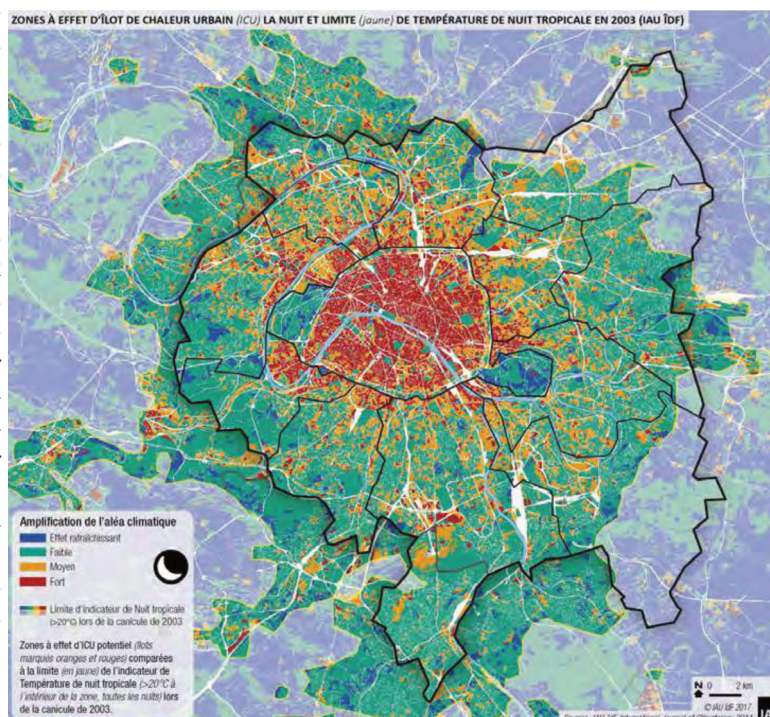 ZONES À EFFET D'ÎLOT DE CHALEUR URBAIN (ICU) LA NUIT ET LIMITE (jaune) DE TEMPÉRATURE DE NUIT TROPICALE EN 2003 (IAU ÎDF)
Amplification de l'aléa climatique
Effet rafraîchissant
Faible
Moyen
Fort
Limite d'indicateur de Nuit tropicale
(>20°C) lors de la canicule de 2003
Zones à effet d'ICU potentiel (îlots
marqués oranges et rouges) comparées
à la limite (en jaune) de l'indicateur de
Température de nuit tropicale (>20°C à
l'intérieur de la zone, toutes les nuits) lors
de la canicule de 2003.
N 0 2 km
© IAU IdF 2017